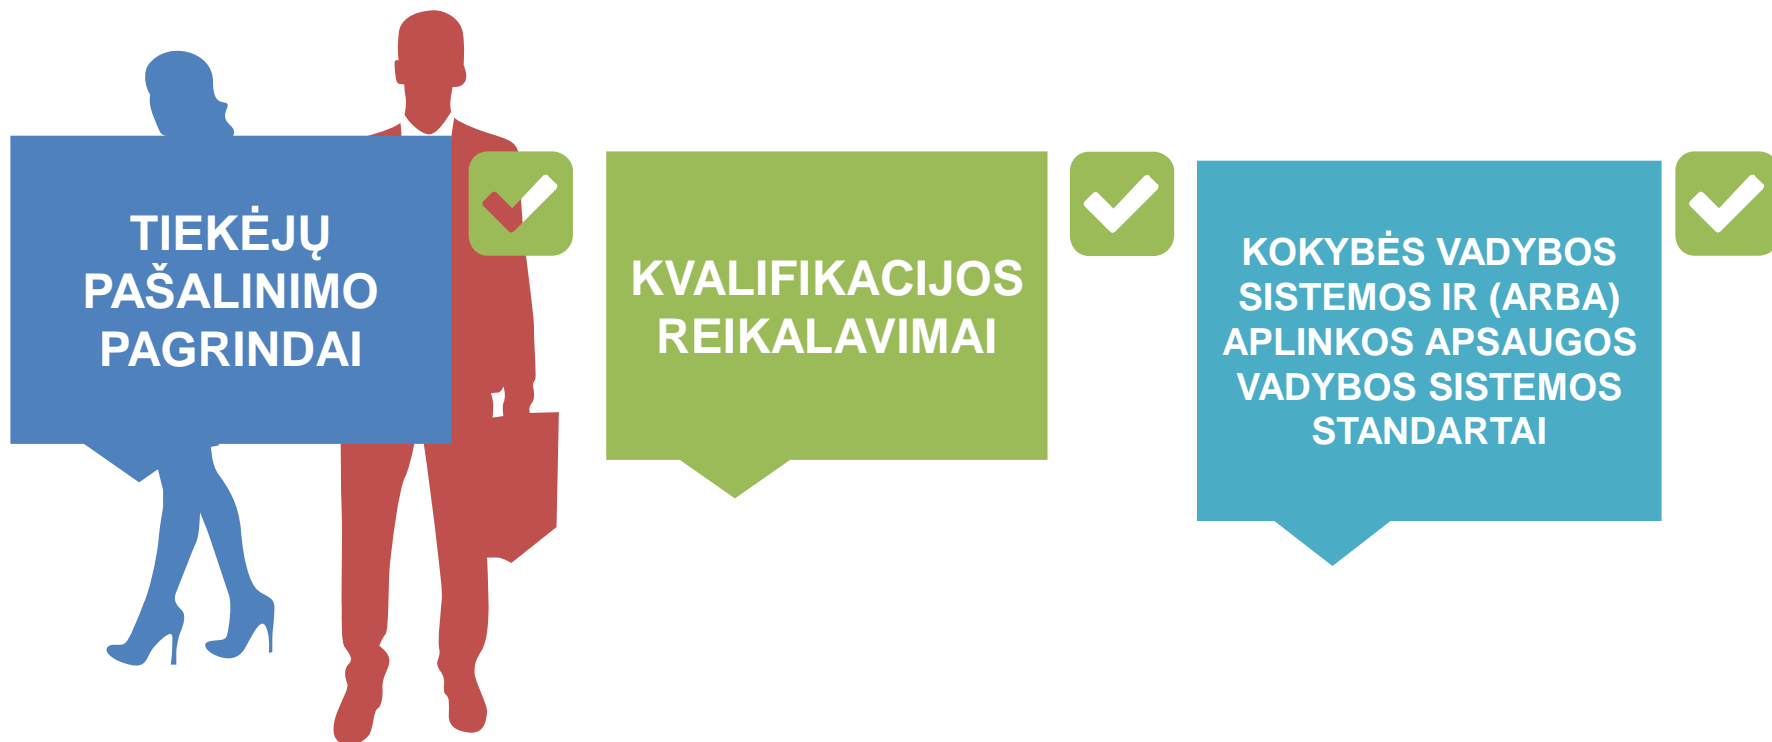 TIEKĖJŲ
PAŠALINIMO
PAGRINDAI
KVALIFIKACIJOS
REIKALAVIMAI
KOKYBĖS VADYBOS
SISTEMOS IR (ARBA)
APLINKOS APSAUGOS
VADYBOS SISTEMOS
STANDARTAI